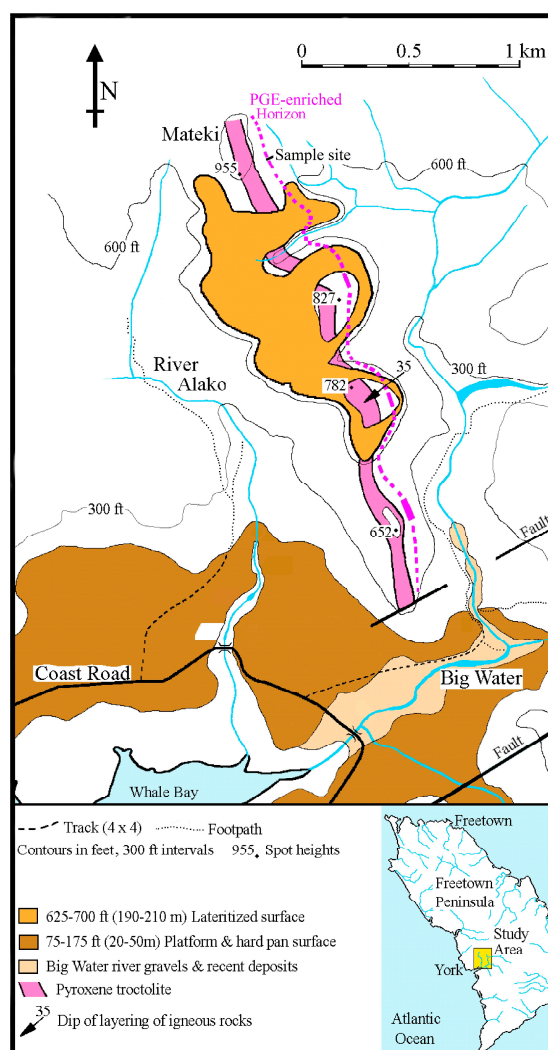 0 0.5 1 km
N
PGE-enriched
Horizon
Mateki
Sample site
955
600 ft
600 ft
827
35
River
Alako
782
300 ft
300 ft
652
Fault
Coast Road
Big Water
Fault
Whale Bay
Track (4 x 4) Footpath
Contours in feet, 300 ft intervals 955 Spot heights
625-700 ft (190-210 m) Lateritized surface
75-175 ft (20-50m) Platform & hard pan surface
Big Water river gravels & recent deposits
Pyroxene troctolite
35
Dip of layering of igneous rocks
Freetown
Freetown
Peninsula
Study
Area
York
Atlantic
Ocean